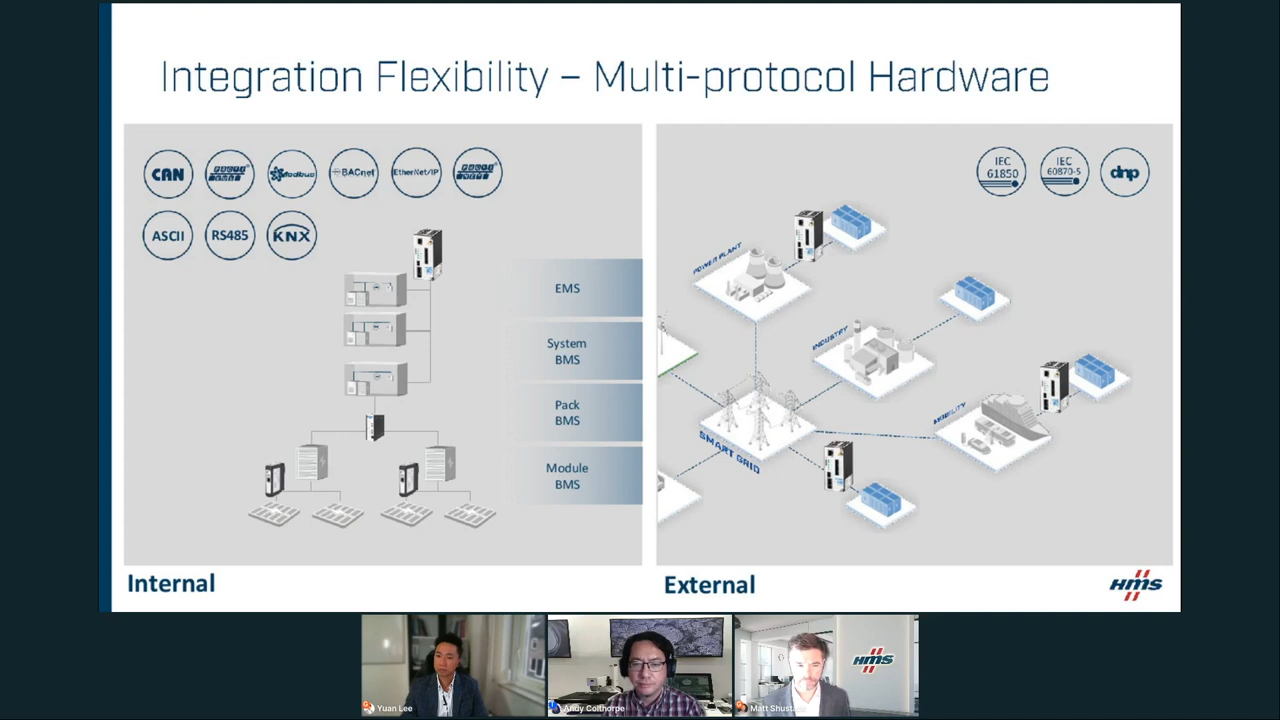 Integration Flexibility – Multi-protocol Hardware
CAN
Modbus
BACnet
EtherNet/IP
ASCII
RS485
KNX
EMS
System
BMS
Pack
BMS
Module
BMS
Internal
IEC
61850
IEC
60870-5
dnp
POWER PLANT
INDUSTRY
MOBILITY
SMART GRID
External
HMS
HMS
Yuan Lee
Andy Colthorpe
Matt